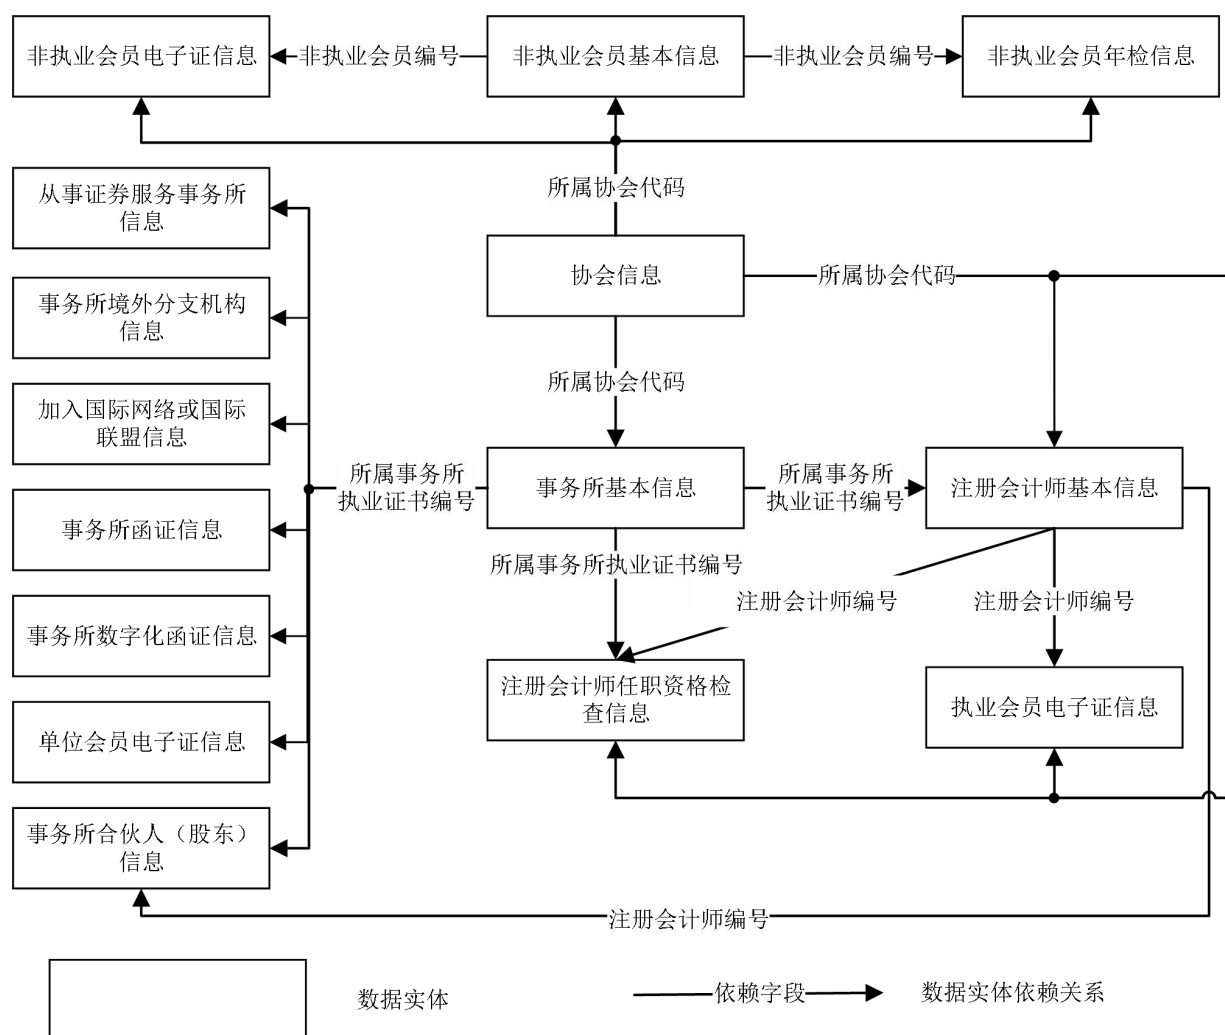 非执业会员电子证信息
非执业会员编号
非执业会员基本信息
非执业会员编号
非执业会员年检信息
所属协会代码
从事证券服务事务所
信息
协会信息
所属协会代码
事务所境外分支机构
信息
所属协会代码
加入国际网络或国际
联盟信息
所属事务所
执业证书编号
事务所基本信息
所属事务所
执业证书编号
注册会计师基本信息
事务所函证信息
所属事务所执业证书编号
注册会计师编号
注册会计师编号
事务所数字化函证信息
注册会计师任职资格检
查信息
执业会员电子证信息
单位会员电子证信息
事务所合伙人（股东）
信息
注册会计师编号
数据实体
依赖字段
数据实体依赖关系